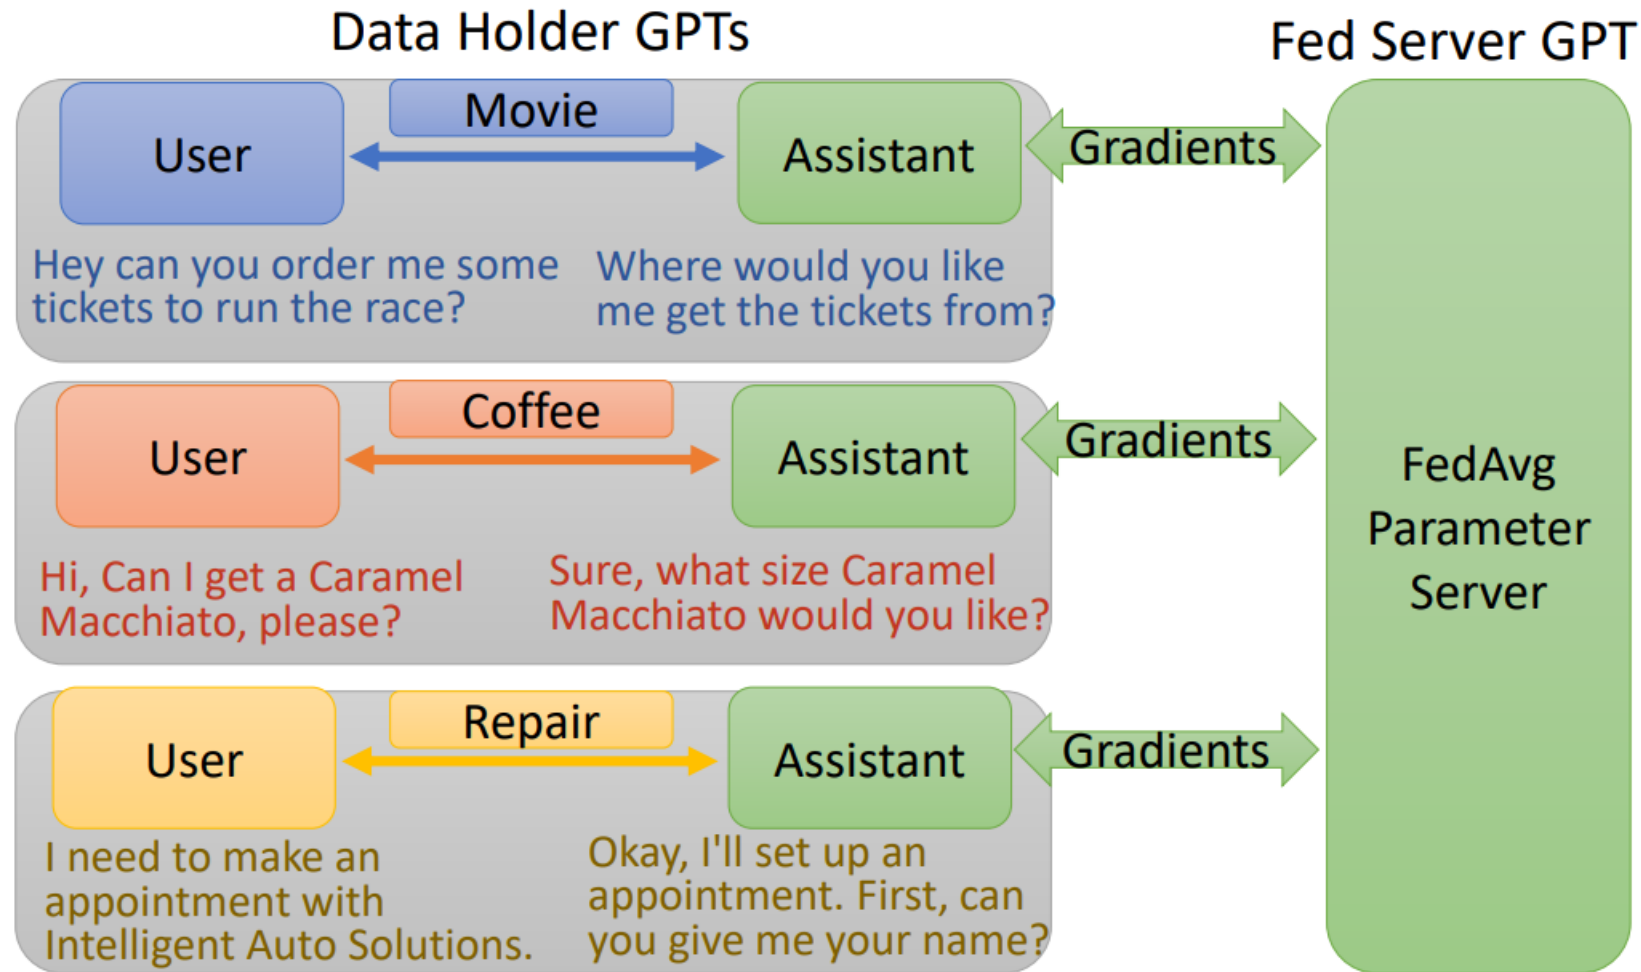 Data Holder GPTs
Fed Server GPT
User
Movie
Assistant
Gradients
Hey can you order me some
tickets to run the race?
Where would you like
me get the tickets from?
User
Coffee
Assistant
Gradients
Hi, Can I get a Caramel
Macchiato, please?
Sure, what size Caramel
Macchiato would you like?
User
Repair
Assistant
Gradients
I need to make an
appointment with
Intelligent Auto Solutions.
Okay, I'll set up an
appointment. First, can
you give me your name?
FedAvg
Parameter
Server